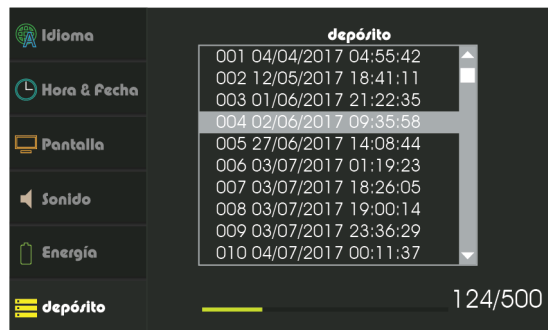 Idioma
Hora & Fecha
Pantalla
Sonido
Energía
depósito
depósito
001 04/04/2017 04:55:42
002 12/05/2017 18:41:11
003 01/06/2017 21:22:35
004 02/06/2017 09:35:58
005 27/06/2017 14:08:44
006 03/07/2017 01:19:23
007 03/07/2017 18:26:05
008 03/07/2017 19:00:14
009 03/07/2017 23:36:29
010 04/07/2017 00:11:37
124/500